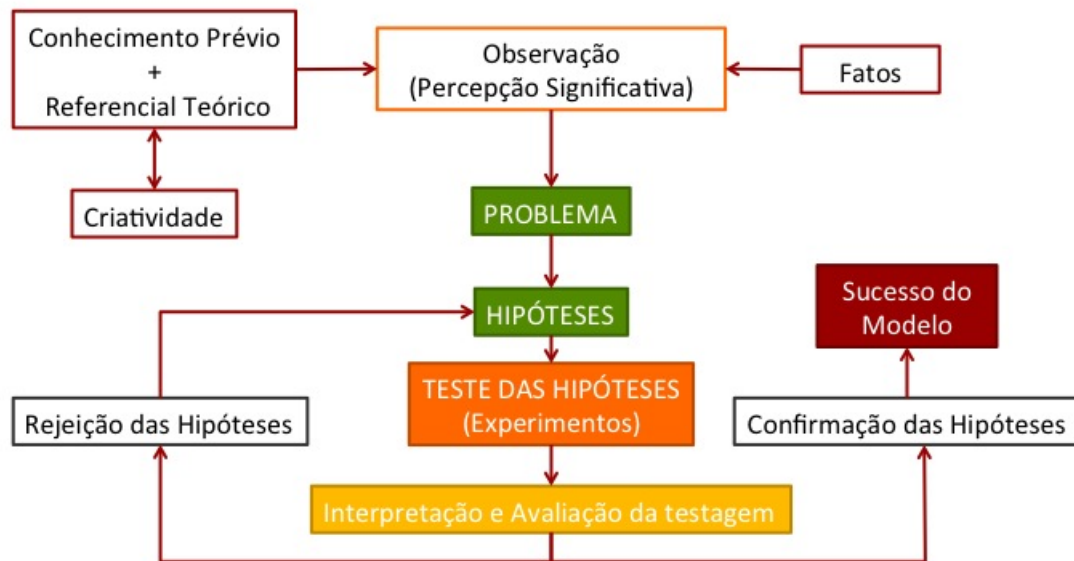 Conhecimento Prévio
+
Referencial Teórico
Observação
(Percepção Significativa)
Fatos
Criatividade
PROBLEMA
HIPÓTESES
Sucesso do
Modelo
TESTE DAS HIPÓTESES
(Experimentos)
Rejeição das Hipóteses
Confirmação das Hipóteses
Interpretação e Avaliação da testagem